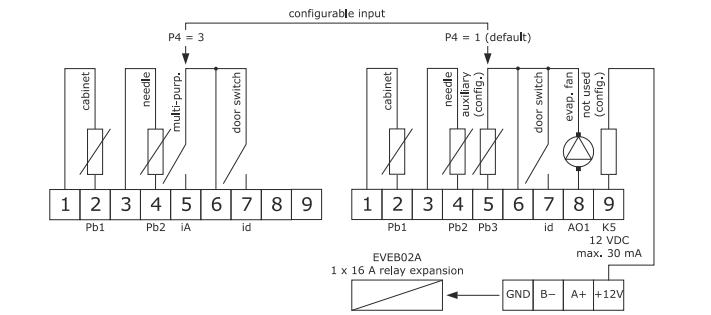 configurable input
P4 = 3
P4 = 1 (default)
cabinet
needle
multi-purp.
door switch
cabinet
needle
auxiliary
(config.)
door switch
evap. fan
not used
(config.)
1 2 3 4 5 6 7 8 9
Pb1 Pb2 iA id
1 2 3 4 5 6 7 8 9
Pb1 Pb2 Pb3 id AO1 K5
12 VDC
max. 30 mA
EVEB02A
1 x 16 A relay expansion
GND B− A+ +12V